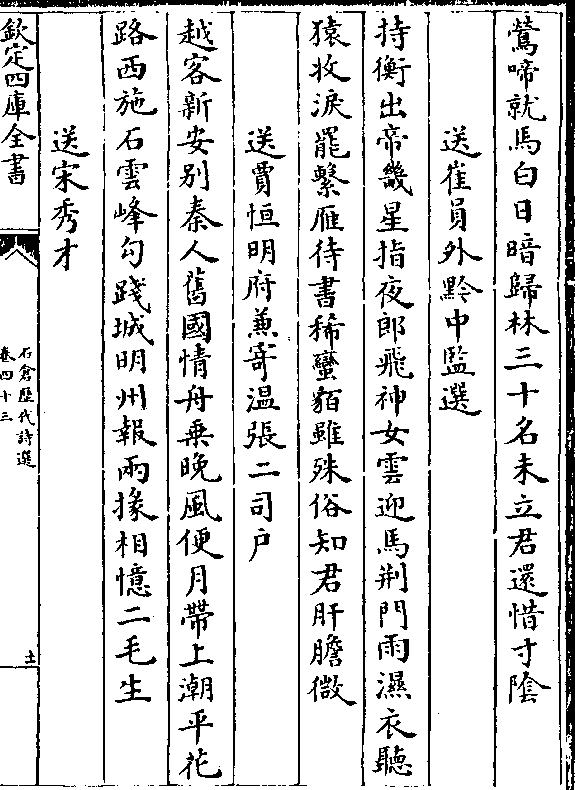 鶯啼就馬白日暗歸林三十名未立君還惜寸陰
送崔員外黔中監選
持衡出帝畿星指夜郎飛神女雲迎馬荆門雨濕衣聽
猿收淚罷繫雁待書稀蠻貊雖殊俗知君肝膽微
送賈恒明府兼寄温張二司户
越客新安别秦人舊國情舟乗晚風便月帶上潮平花
路西施石雲峰勾踐城明州報兩掾相憶二毛生
送宋秀才
欽定四庫全書
石倉歷代詩選
卷四十三
十一